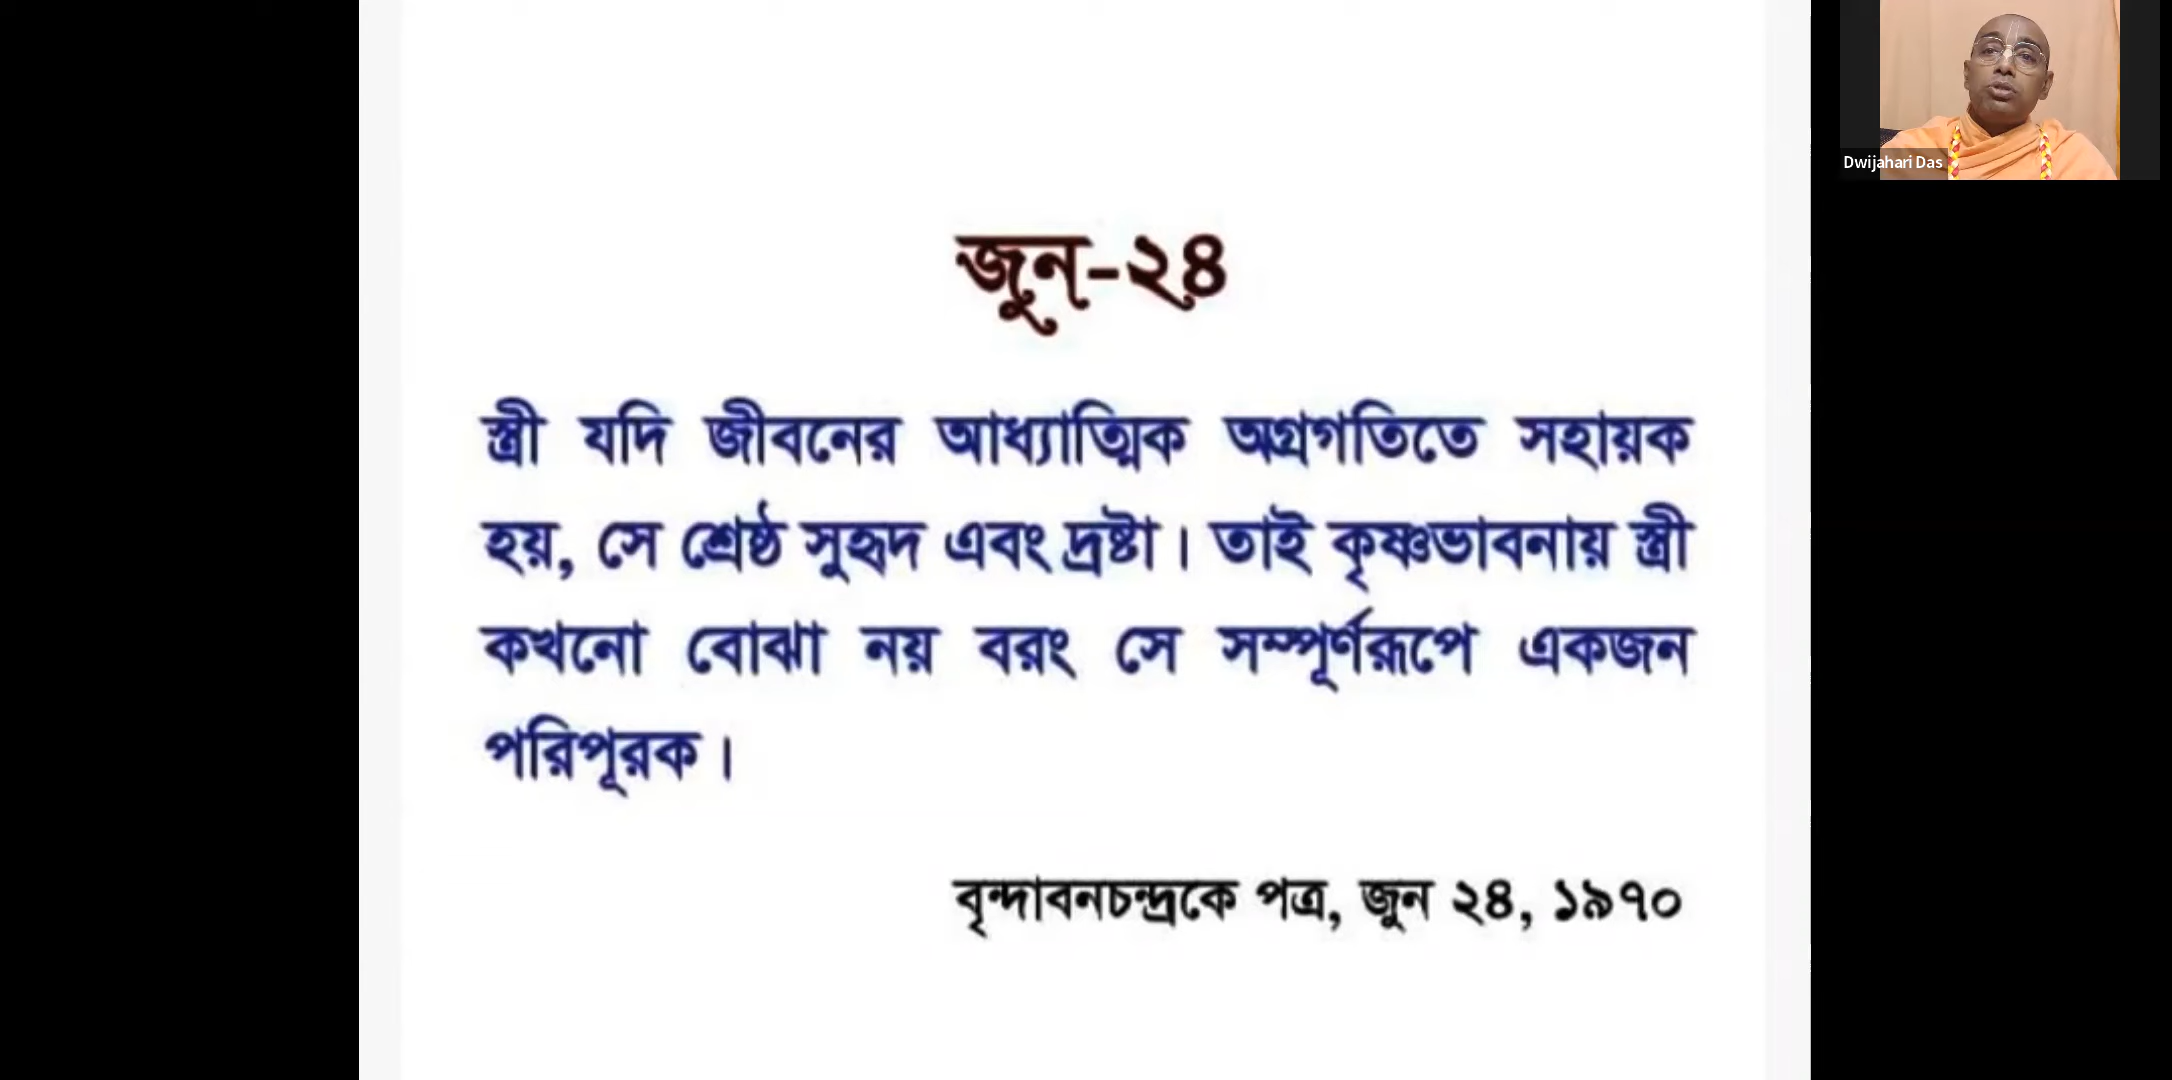 জুন-২৪
স্ত্রী যদি জীবনের আধ্যাত্মিক অগ্রগতিতে সহায়ক
হয়, সে শ্রেষ্ঠ সুহৃদ এবং দ্রষ্টা। তাই কৃষ্ণভাবনায় স্ত্রী
কখনো বোঝা নয় বরং সে সম্পূর্ণরূপে একজন
পরিপূরক।
বৃন্দাবনচন্দ্রকে পত্র, জুন ২৪, ১৯৭০
Dwijahari Das